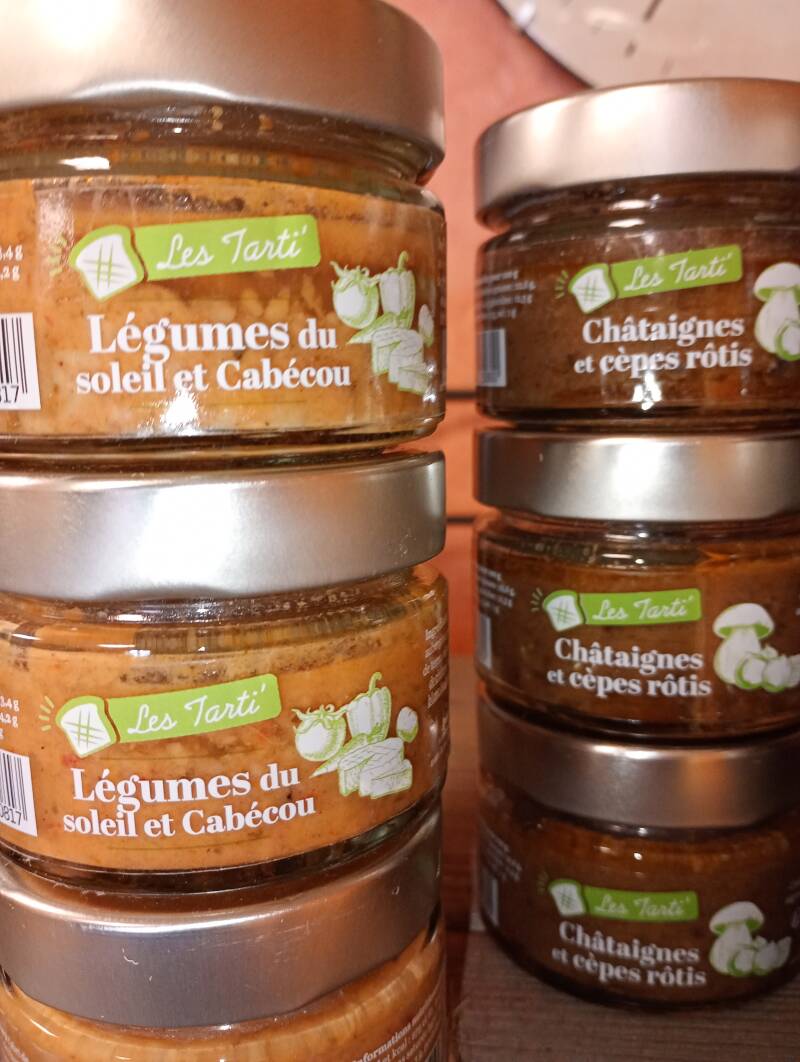 Les Tarti'
Légumes du
soleil et Cabécou
Les Tarti'
Légumes du
soleil et Cabécou
Les Tarti'
Châtaignes
et cèpes rôtis
Les Tarti'
Châtaignes
et cèpes rôtis
Les Tarti'
Châtaignes
et cèpes rôtis